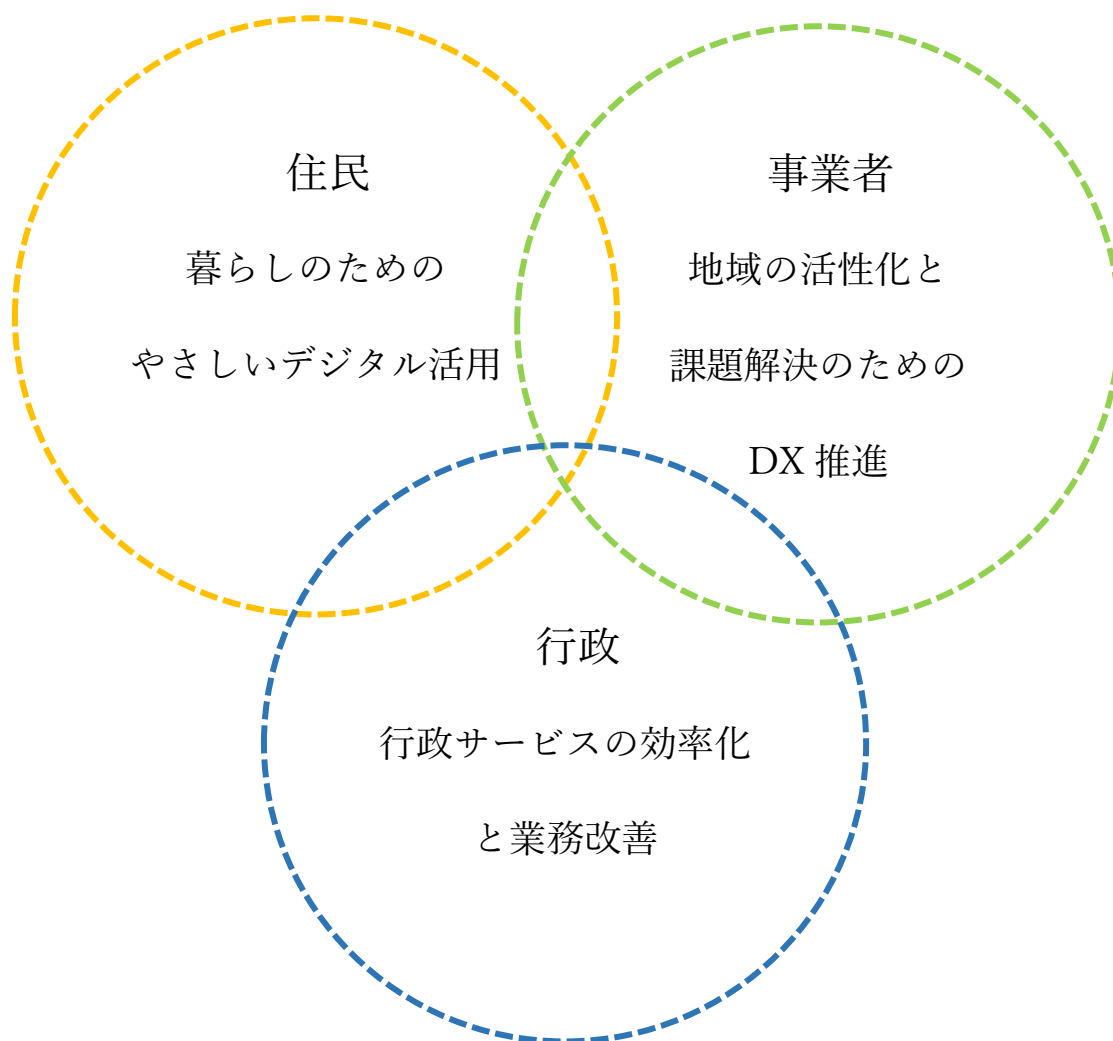 住民
暮らしのための
やさしいデジタル活用
事業者
地域の活性化と
課題解決のための
DX 推進
行政
行政サービスの効率化
と業務改善